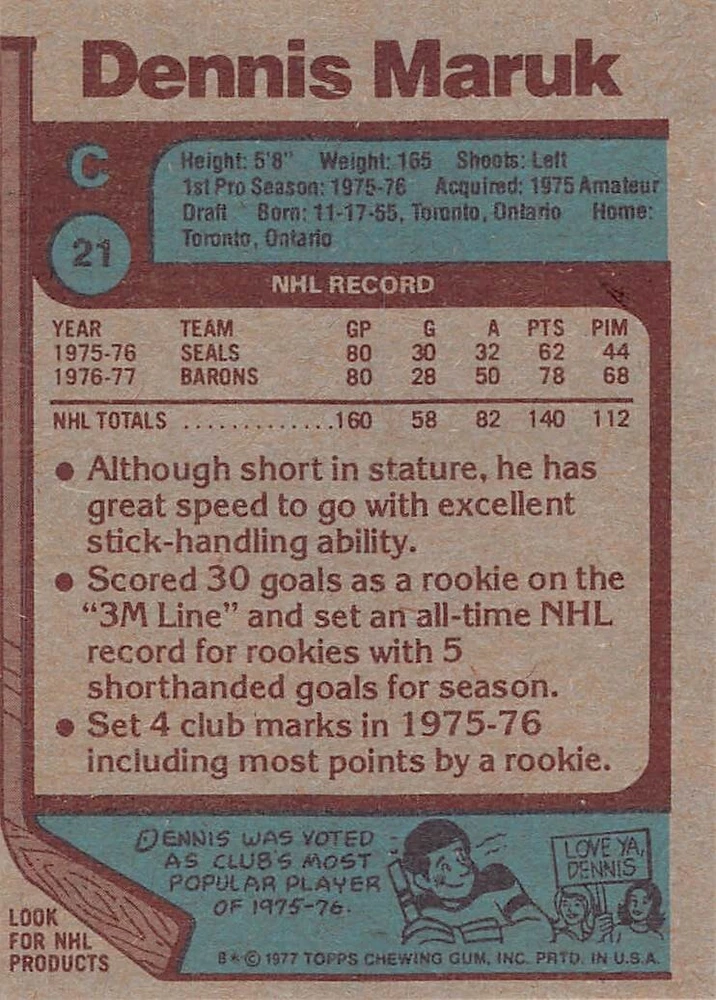 Dennis Maruk
C
Height: 5'8" Weight: 165 Shoots: Left
1st Pro Season: 1975-76 Acquired: 1975 Amateur
Draft Born: 11-17-55, Toronto, Ontario Home:
Toronto, Ontario
21
NHL RECORD
YEAR TEAM GP G A PTS PIM
1975-76 SEALS 80 30 32 62 44
1976-77 BARONS 80 28 50 78 68
NHL TOTALS .............160 58 82 140 112
● Although short in stature, he has
great speed to go with excellent
stick-handling ability.
● Scored 30 goals as a rookie on the
“3M Line” and set an all-time NHL
record for rookies with 5
shorthanded goals for season.
● Set 4 club marks in 1975-76
including most points by a rookie.
DENNIS WAS VOTED
AS CLUB'S MOST
POPULAR PLAYER
OF 1975-76.
LOVE YA,
DENNIS
LOOK
FOR NHL
PRODUCTS
B*© 1977 TOPPS CHEWING GUM, INC. PRTD. IN U.S.A.